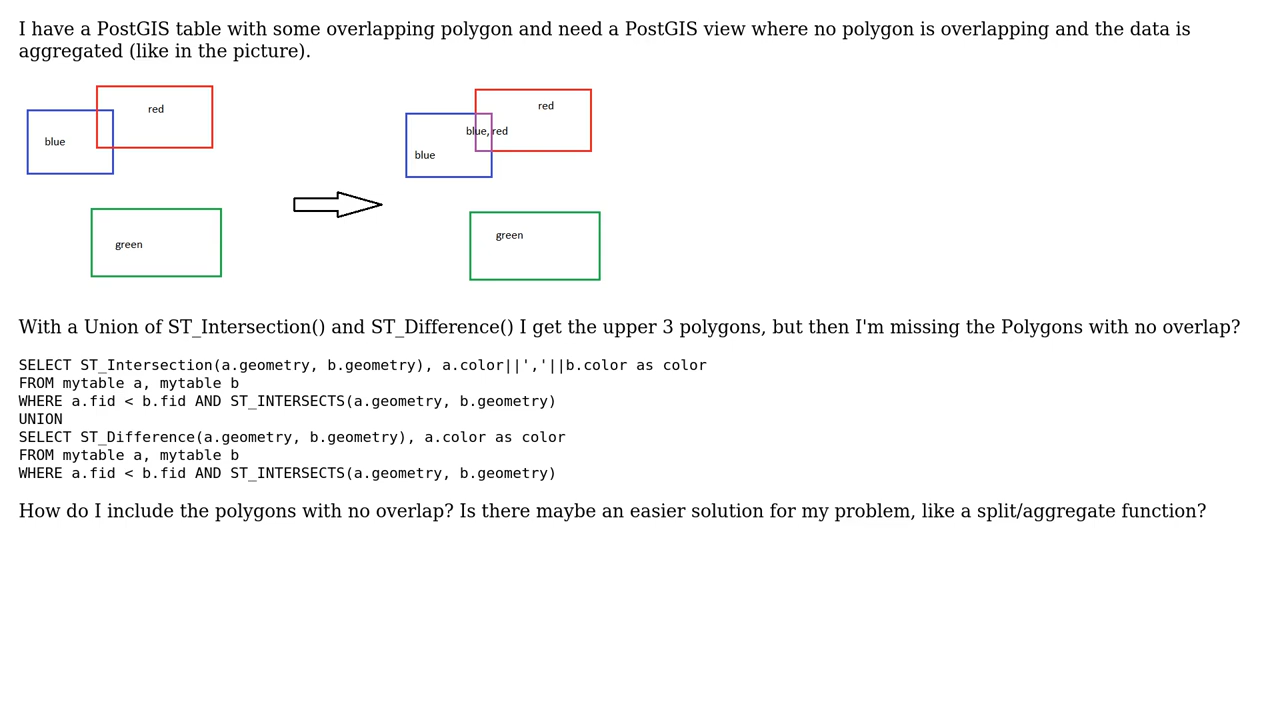 I have a PostGIS table with some overlapping polygon and need a PostGIS view where no polygon is overlapping and the data is
aggregated (like in the picture).
red
blue
green
red
blue,red
blue
green
With a Union of ST_Intersection() and ST_Difference() I get the upper 3 polygons, but then I'm missing the Polygons with no overlap?
SELECT ST_Intersection(a.geometry, b.geometry), a.color||','||b.color as color
FROM mytable a, mytable b
WHERE a.fid < b.fid AND ST_INTERSECTS(a.geometry, b.geometry)
UNION
SELECT ST_Difference(a.geometry, b.geometry), a.color as color
FROM mytable a, mytable b
WHERE a.fid < b.fid AND ST_INTERSECTS(a.geometry, b.geometry)
How do I include the polygons with no overlap? Is there maybe an easier solution for my problem, like a split/aggregate function?